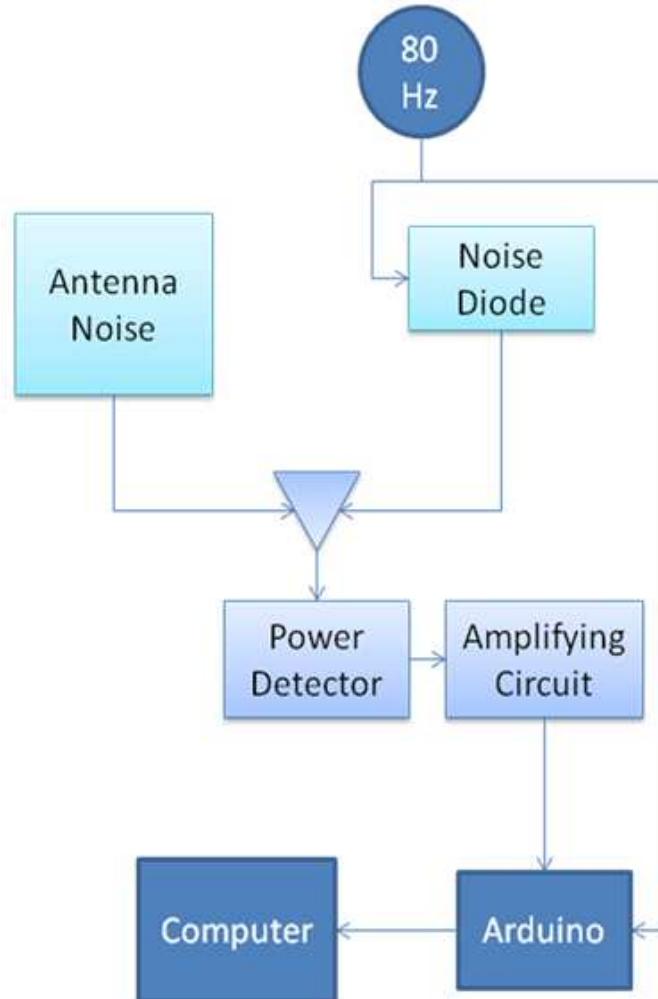 80
Hz
Antenna
Noise
Noise
Diode
Power
Detector
Amplifying
Circuit
Computer
Arduino